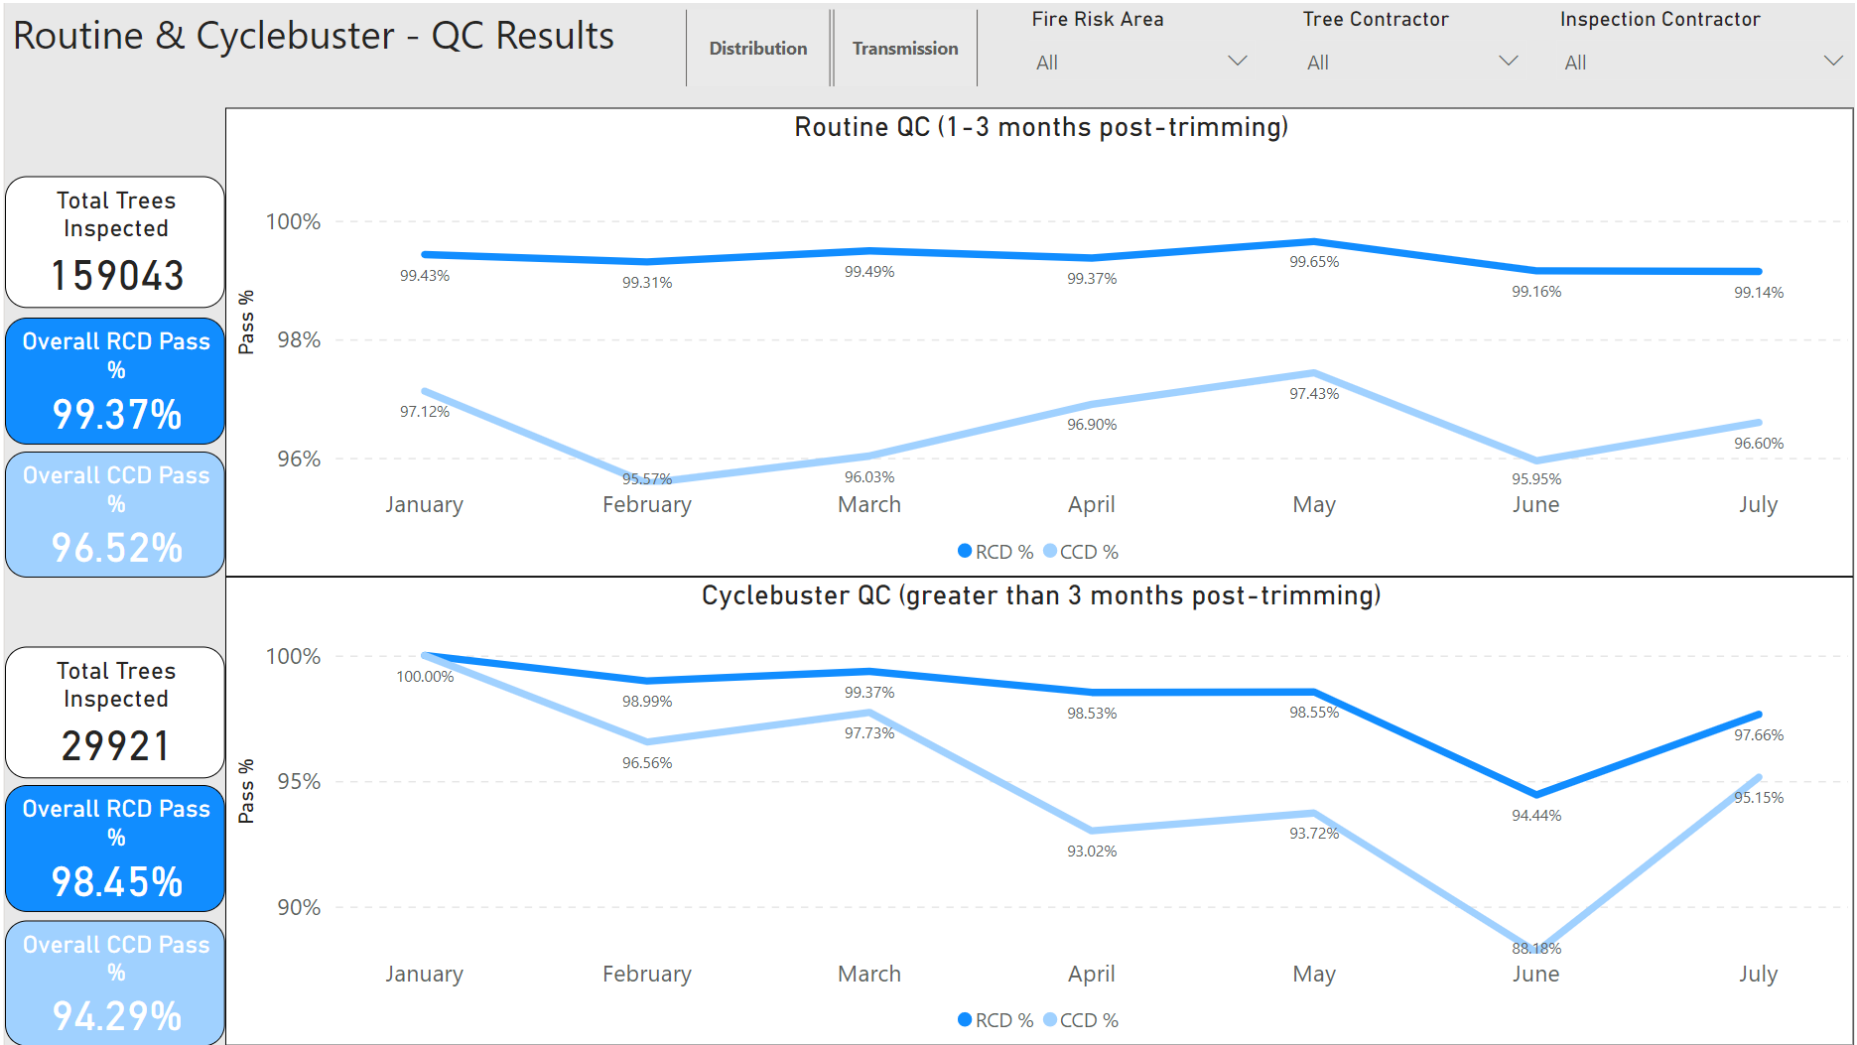 Routine & Cyclebuster - QC Results
Distribution
Transmission
Fire Risk Area
All
Tree Contractor
All
Inspection Contractor
All
Total Trees
Inspected
159043
Overall RCD Pass
%
99.37%
Overall CCD Pass
%
96.52%
Routine QC (1-3 months post-trimming)
Pass %
100%
98%
96%
99.43%
99.31%
99.49%
99.37%
99.65%
99.16%
99.14%
97.12%
95.57%
96.03%
96.90%
97.43%
95.95%
96.60%
January
February
March
April
May
June
July
RCD %
CCD %
Total Trees
Inspected
29921
Overall RCD Pass
%
98.45%
Overall CCD Pass
%
94.29%
Cyclebuster QC (greater than 3 months post-trimming)
Pass %
100%
95%
90%
100.00%
98.99%
99.37%
98.53%
98.55%
94.44%
97.66%
96.56%
97.73%
93.02%
93.72%
88.18%
95.15%
January
February
March
April
May
June
July
RCD %
CCD %